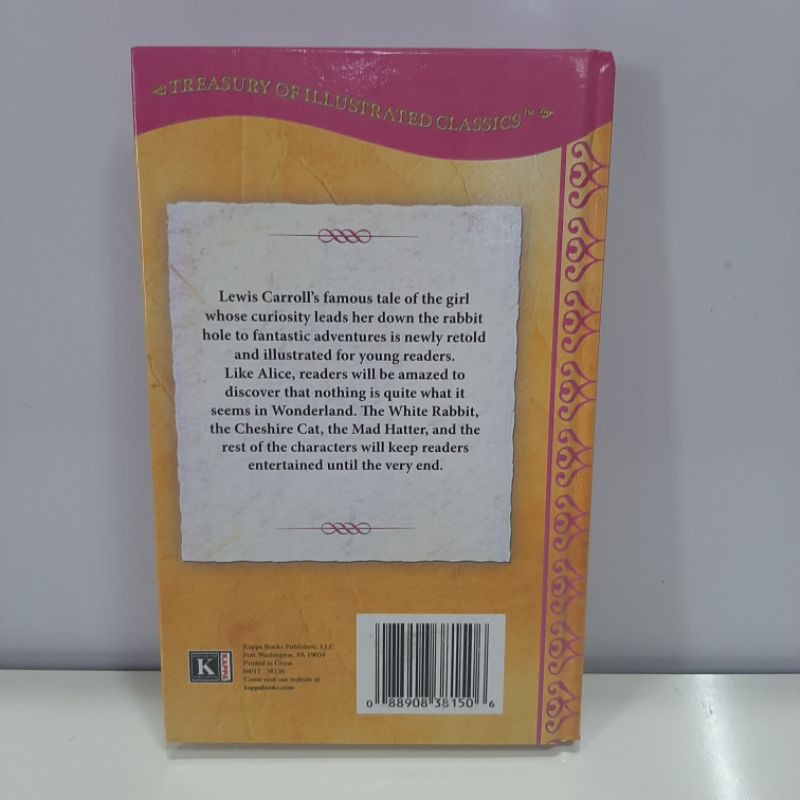 TREASURY OF ILLUSTRATED CLASSICS™
Lewis Carroll's famous tale of the girl
whose curiosity leads her down the rabbit
hole to fantastic adventures is newly retold
and illustrated for young readers.
Like Alice, readers will be amazed to
discover that nothing is quite what it
seems in Wonderland. The White Rabbit,
the Cheshire Cat, the Mad Hatter, and the
rest of the characters will keep readers
entertained until the very end.
K
KAPPA
Kappa Books Publishers, LLC
Fort Washington, PA 19034
Printed in China
04/17 38150
Come visit our website at
kappabooks.com
0 88908 38150 6